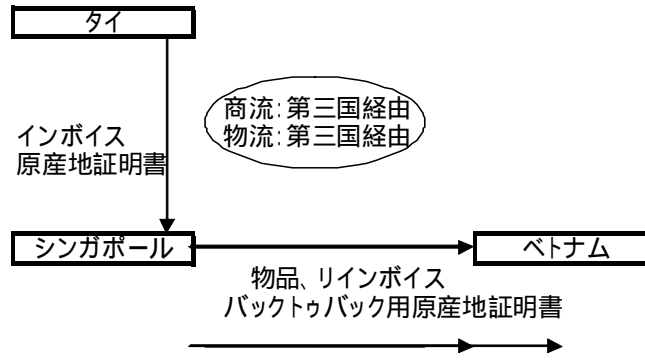 タイ
商流:第三国経由
物流:第三国経由
インボイス
原産地証明書
シンガポール
ベトナム
物品、リインボイス
バックトゥバック用原産地証明書